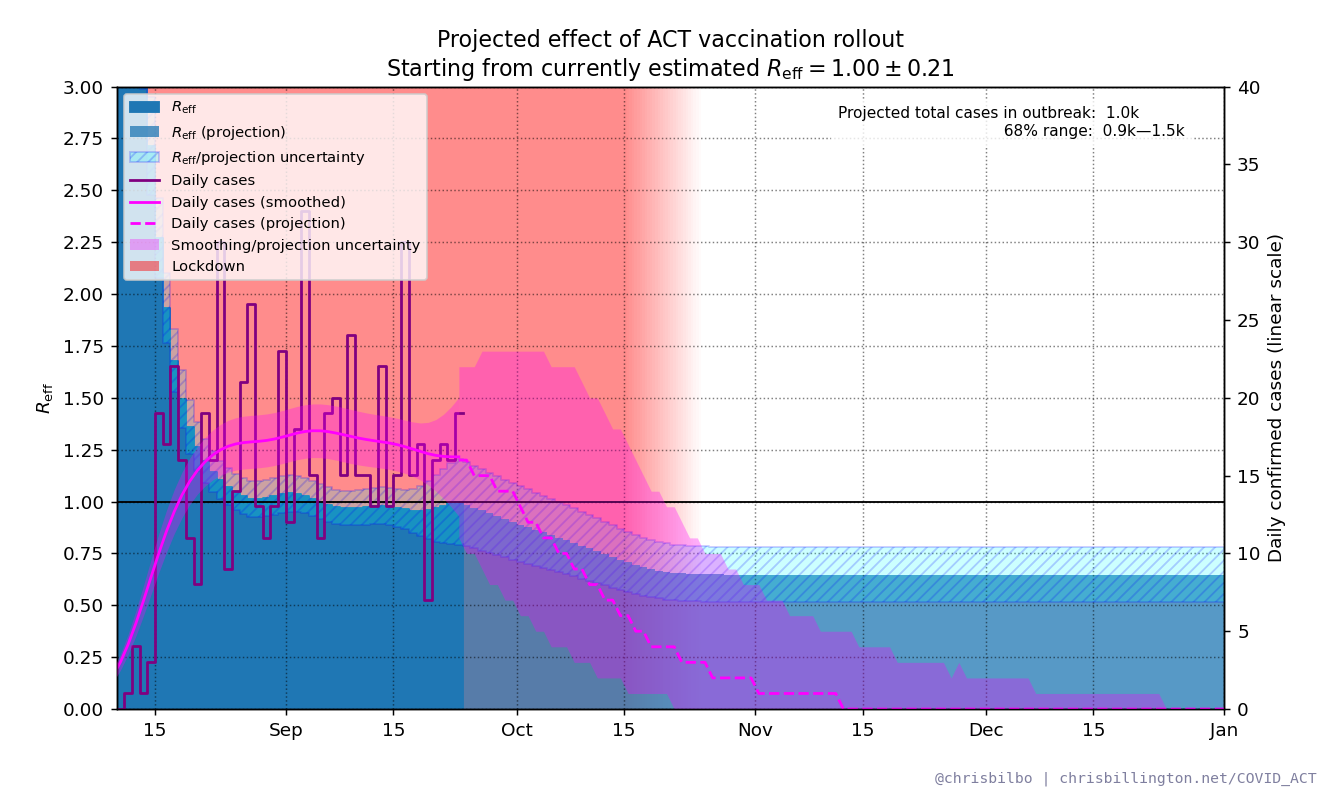 Projected effect of ACT vaccination rollout
Starting from currently estimated R_eff = 1.00 ± 0.21
3.00
2.75
2.50
2.25
2.00
1.75
1.50
1.25
1.00
0.75
0.50
0.25
0.00
R_eff
R_eff
R_eff (projection)
R_eff/projection uncertainty
Daily cases
Daily cases (smoothed)
Daily cases (projection)
Smoothing/projection uncertainty
Lockdown
Projected total cases in outbreak: 1.0k
68% range: 0.9k—1.5k
40
35
30
25
20
15
10
5
0
Daily confirmed cases (linear scale)
15 Sep 15 Oct 15 Nov 15 Dec 15 Jan
@chrisbilbo | chrisbillington.net/COVID_ACT